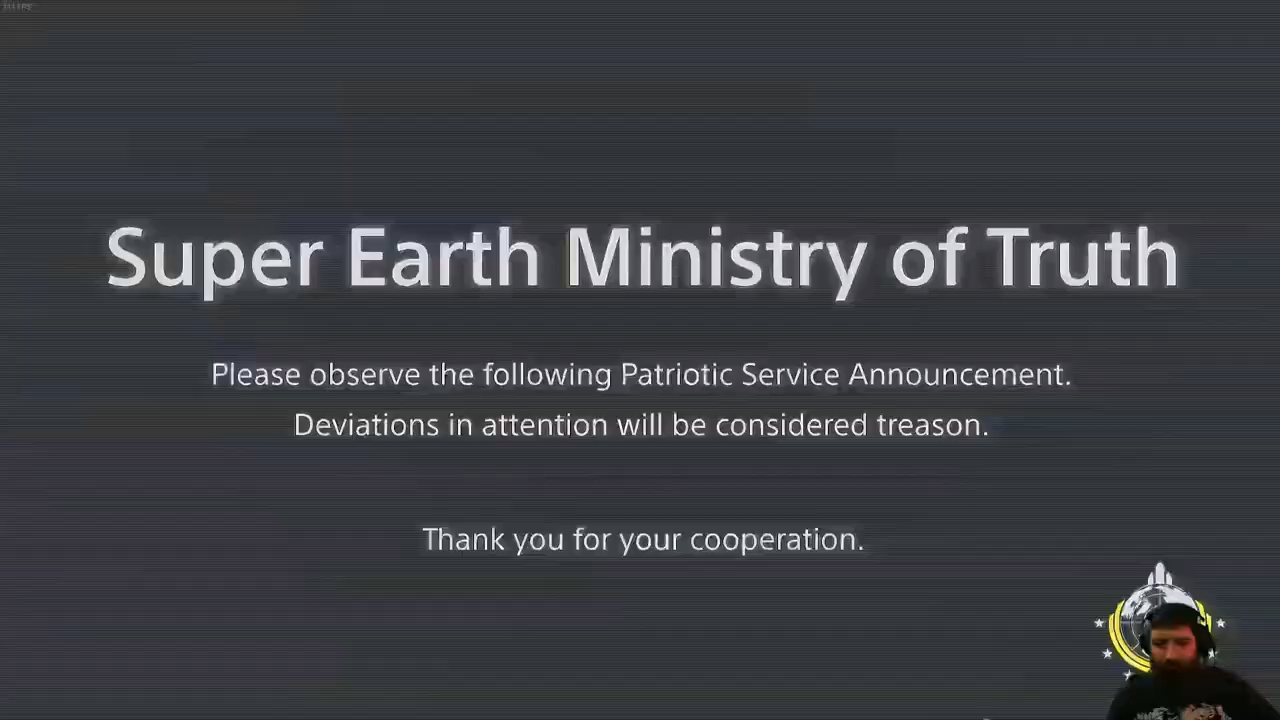 Super Earth Ministry of Truth
Please observe the following Patriotic Service Announcement.
Deviations in attention will be considered treason.
Thank you for your cooperation.